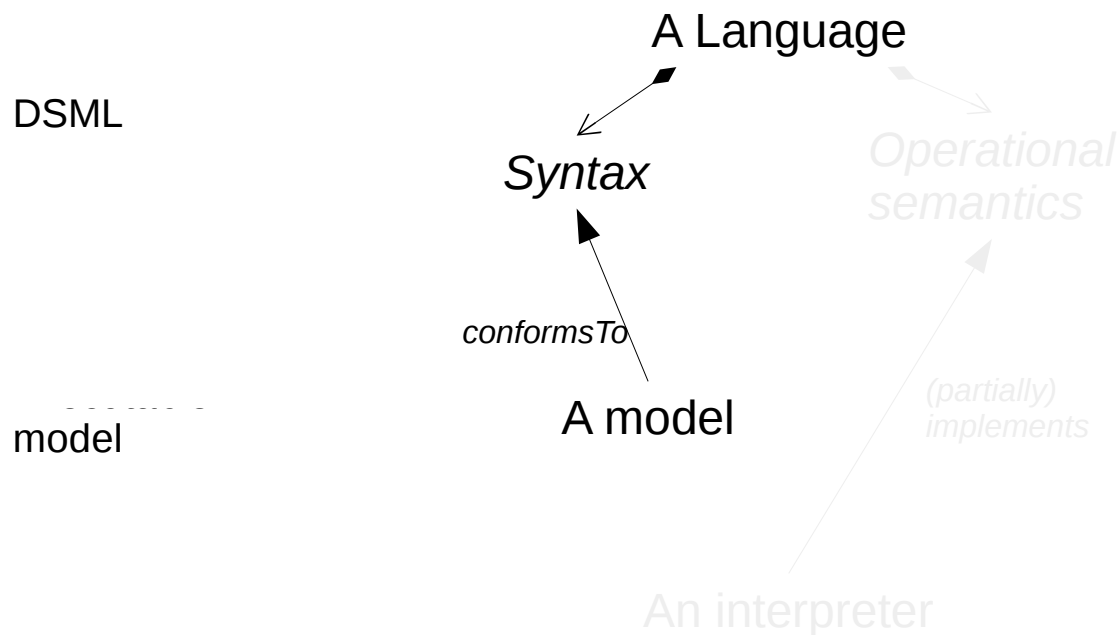 A Language
DSML
Syntax
Operational
semantics
conformsTo
(partially)
implements
A model
model
An interpreter